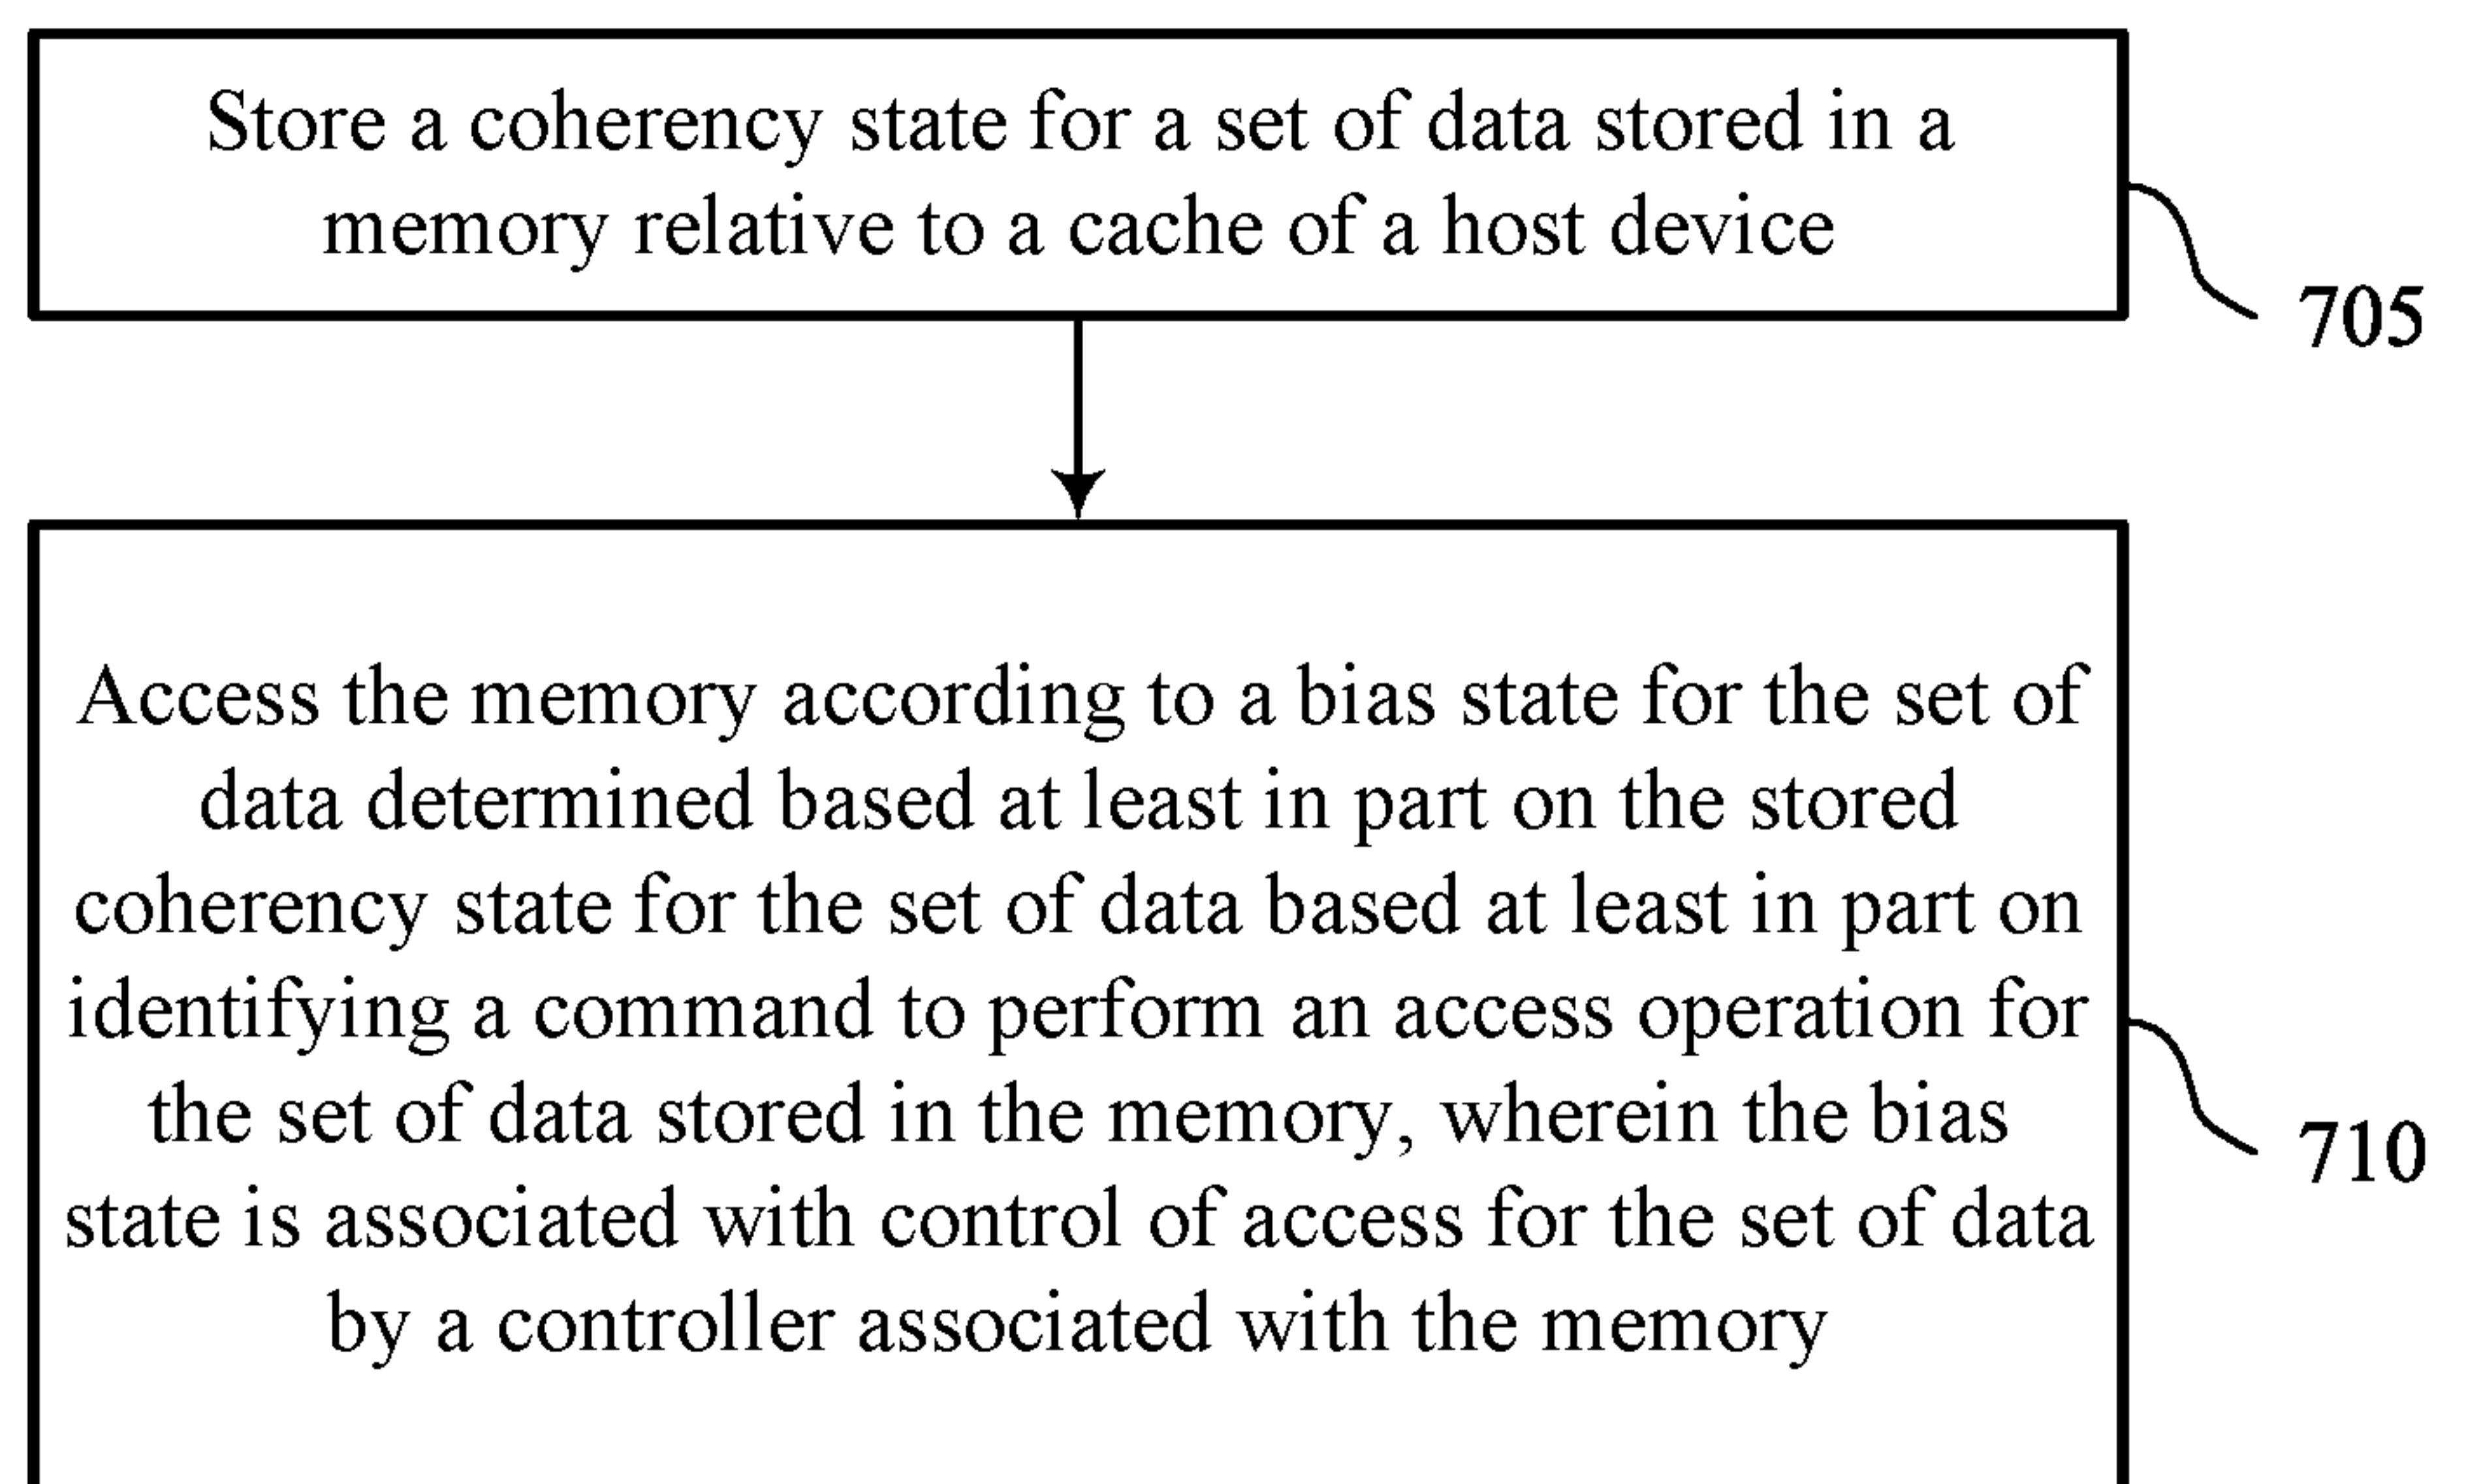 Store a coherency state for a set of data stored in a
memory relative to a cache of a host device
705
Access the memory according to a bias state for the set of
data determined based at least in part on the stored
coherency state for the set of data based at least in part on
identifying a command to perform an access operation for
the set of data stored in the memory, wherein the bias
state is associated with control of access for the set of data
by a controller associated with the memory
710